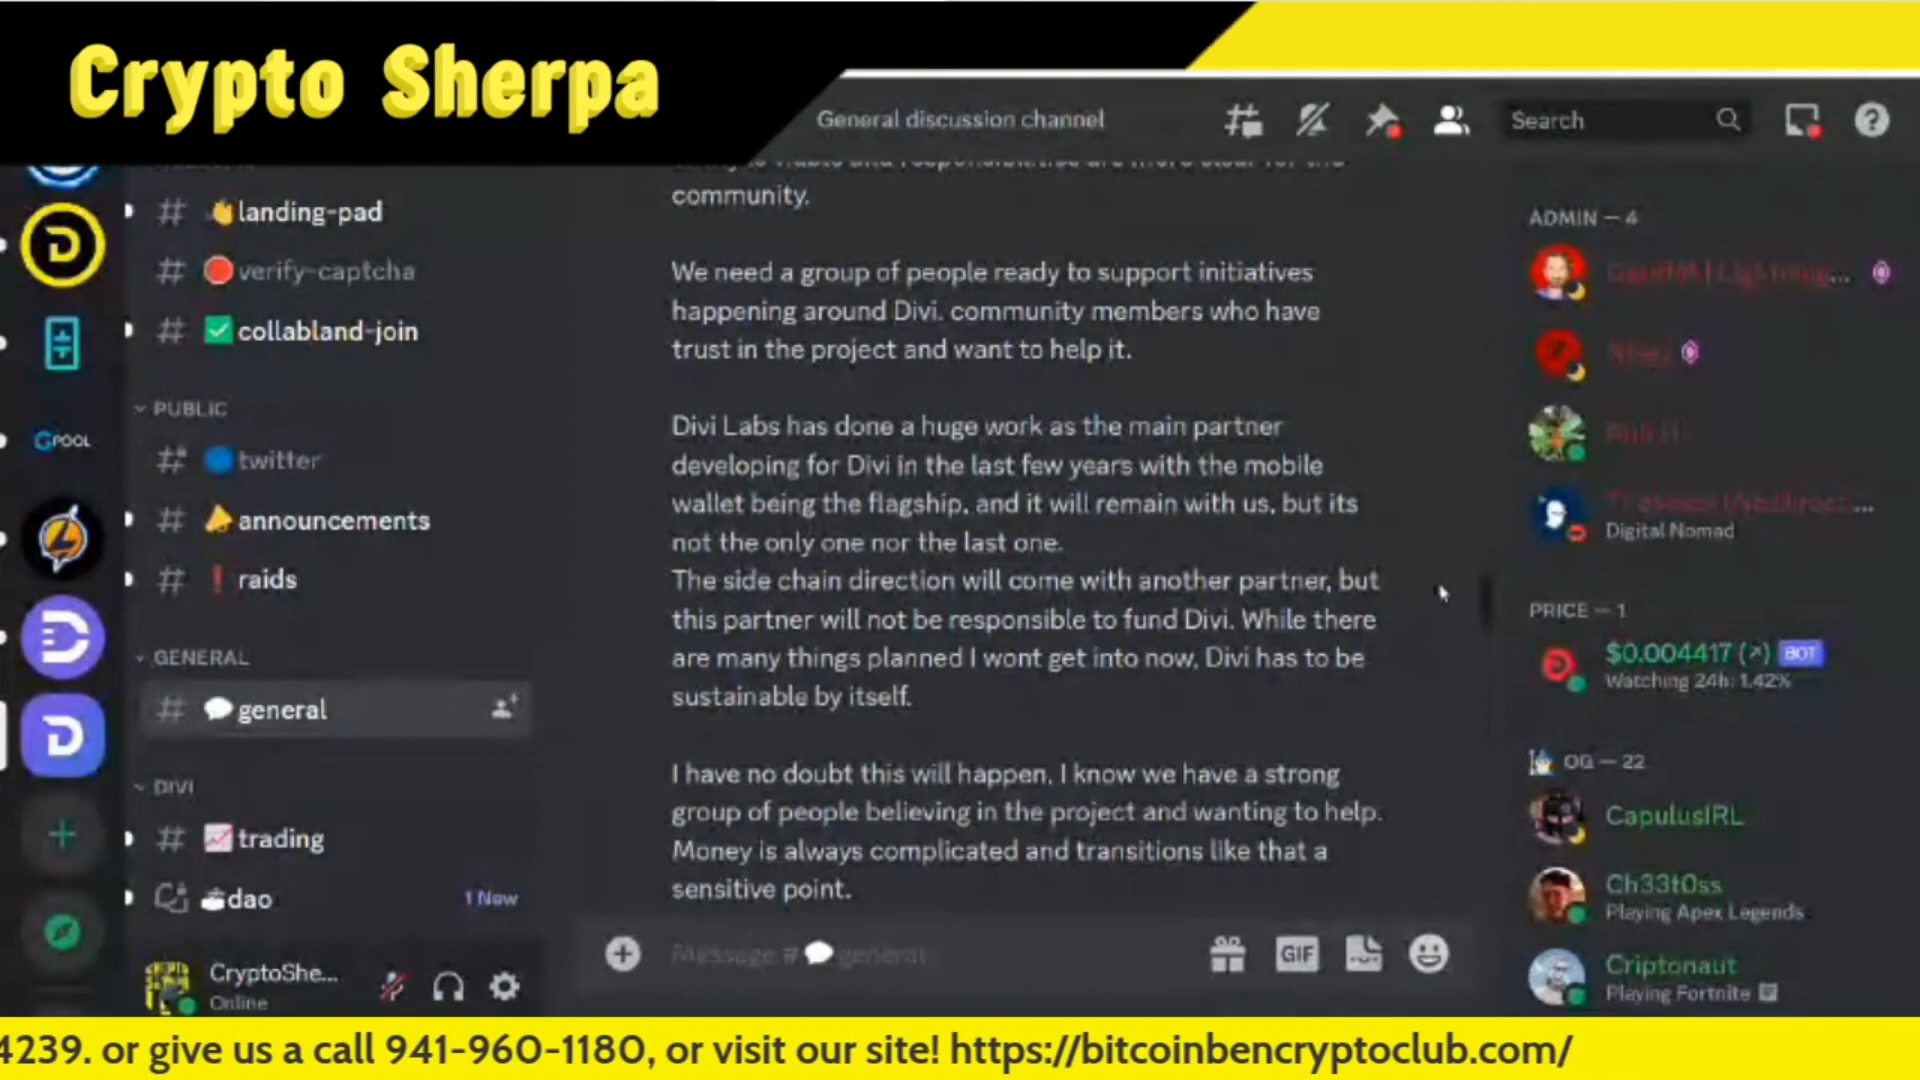 Crypto Sherpa
General discussion channel
Search
landing-pad
verify-captcha
collabland-join
PUBLIC
twitter
announcements
raids
GENERAL
general
DIVI
trading
dao
1 New
CryptoShe...
Online
GPOOL
community.
We need a group of people ready to support initiatives
happening around Divi. community members who have
trust in the project and want to help it.
Divi Labs has done a huge work as the main partner
developing for Divi in the last few years with the mobile
wallet being the flagship, and it will remain with us, but its
not the only one nor the last one.
The side chain direction will come with another partner, but
this partner will not be responsible to fund Divi. While there
are many things planned I wont get into now, Divi has to be
sustainable by itself.
I have no doubt this will happen, I know we have a strong
group of people believing in the project and wanting to help.
Money is always complicated and transitions like that a
sensitive point.
Message # general
GIF
ADMIN — 4
Digital Nomad
PRICE — 1
$0.004417 (↗) BOT
Watching 24h: 1.42%
OG — 22
CapulusIRL
Ch33t0ss
Playing Apex Legends
Criptonaut
Playing Fortnite
4239. or give us a call 941-960-1180, or visit our site! https://bitcoinbencryptoclub.com/